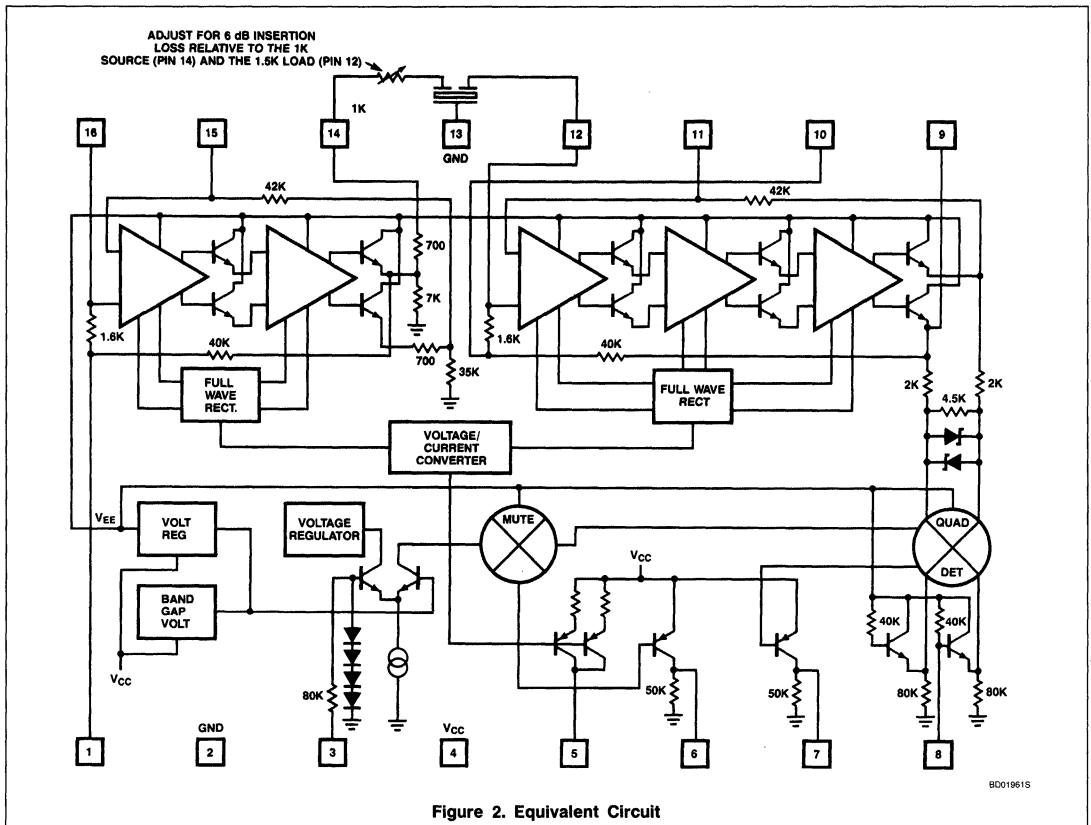 ADJUST FOR 6 dB INSERTION
LOSS RELATIVE TO THE 1K
SOURCE (PIN 14) AND THE 1.5K LOAD (PIN 12)
1K
16
15
14
13
12
11
10
9
GND
42K
42K
700
7K
1.6K
40K
700
35K
1.6K
40K
2K
2K
4.5K
FULL
WAVE
RECT.
FULL WAVE
RECT
VOLTAGE/
CURRENT
CONVERTER
VEE
VOLT
REG
VOLTAGE
REGULATOR
MUTE
QUAD
DET
VCC
BAND
GAP
VOLT
40K
40K
VCC
80K
50K
50K
80K
80K
GND
VCC
1
2
3
4
5
6
7
8
BD01961S
Figure 2. Equivalent Circuit